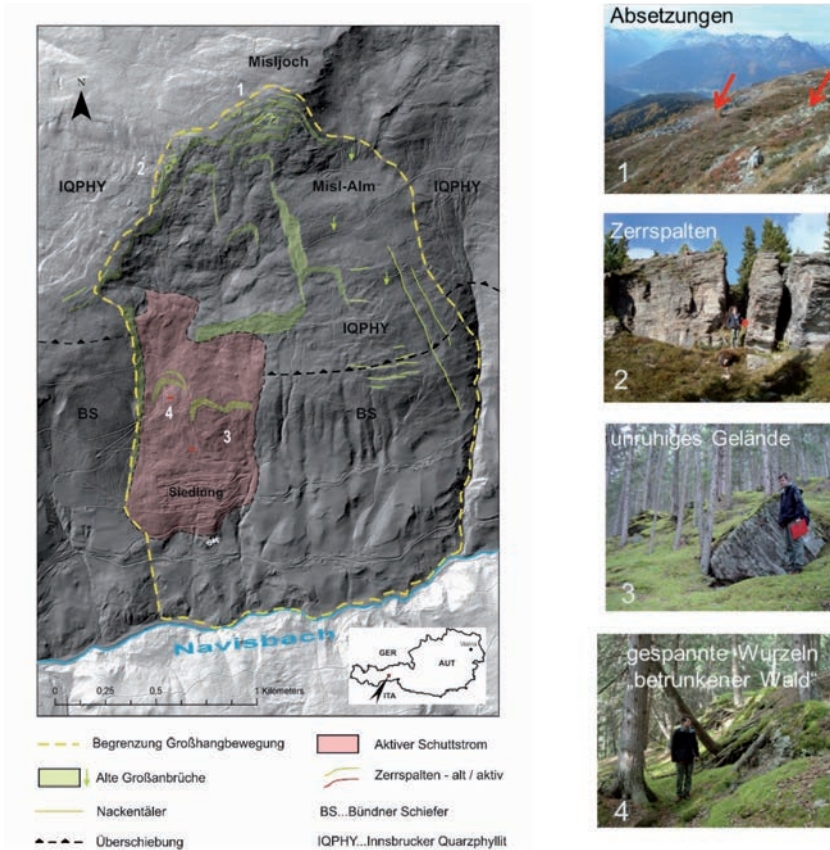 Misljoch
1
N
2
IQPHY
Misl-Alm
IQPHY
IQPHY
BS
4
3
BS
Siedlung
Navisbach
GER
AUT
ITA
0 0,25 0,5 1 Kilometers
Begrenzung Großhangbewegung
Aktiver Schuttstrom
Alte Großanbrüche
Zerrspalten - alt / aktiv
Nackentäler
BS...Bündner Schiefer
Überschiebung
IQPHY...Innsbrucker Quarzphyllit
Absetzungen
1
Zerrspalten
2
unruhiges Gelände
3
gespannte Wurzeln
„betrunkener Wald“
4